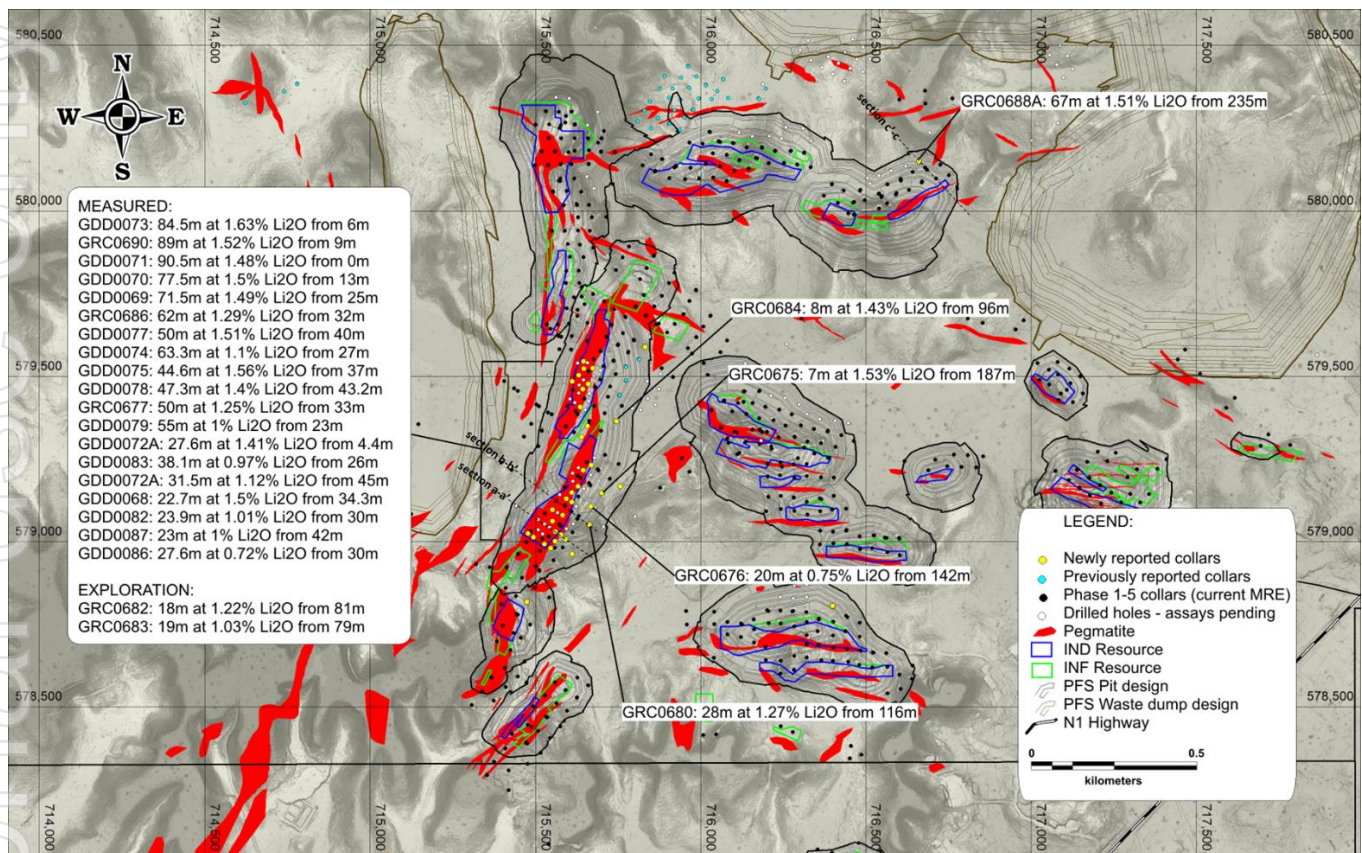 For personal use only
580,500
714,500
715,000
715,500
716,000
716,500
717,000
717,500
580,500
N
W E
S
section c'-c
GRC0688A: 67m at 1.51% Li2O from 235m
580,000
580,000
MEASURED:
GDD0073: 84.5m at 1.63% Li2O from 6m
GRC0690: 89m at 1.52% Li2O from 9m
GDD0071: 90.5m at 1.48% Li2O from 0m
GDD0070: 77.5m at 1.5% Li2O from 13m
GDD0069: 71.5m at 1.49% Li2O from 25m
GRC0686: 62m at 1.29% Li2O from 32m
GDD0077: 50m at 1.51% Li2O from 40m
GDD0074: 63.3m at 1.1% Li2O from 27m
GDD0075: 44.6m at 1.56% Li2O from 37m
GDD0078: 47.3m at 1.4% Li2O from 43.2m
GRC0677: 50m at 1.25% Li2O from 33m
GDD0079: 55m at 1% Li2O from 23m
GDD0072A: 27.6m at 1.41% Li2O from 4.4m
GDD0083: 38.1m at 0.97% Li2O from 26m
GDD0072A: 31.5m at 1.12% Li2O from 45m
GDD0068: 22.7m at 1.5% Li2O from 34.3m
GDD0082: 23.9m at 1.01% Li2O from 30m
GDD0087: 23m at 1% Li2O from 42m
GDD0086: 27.6m at 0.72% Li2O from 30m
EXPLORATION:
GRC0682: 18m at 1.22% Li2O from 81m
GRC0683: 19m at 1.03% Li2O from 79m
GRC0684: 8m at 1.43% Li2O from 96m
GRC0675: 7m at 1.53% Li2O from 187m
579,500
section b-b'
section a-a'
579,000
GRC0676: 20m at 0.75% Li2O from 142m
GRC0680: 28m at 1.27% Li2O from 116m
578,500
578,500
LEGEND:
Newly reported collars
Previously reported collars
Phase 1-5 collars (current MRE)
Drilled holes - assays pending
Pegmatite
IND Resource
INF Resource
PFS Pit design
PFS Waste dump design
N1 Highway
0 0.5
kilometers
579,500
579,000
714,000
714,500
715,000
715,500
716,000
716,500
717,000
717,500